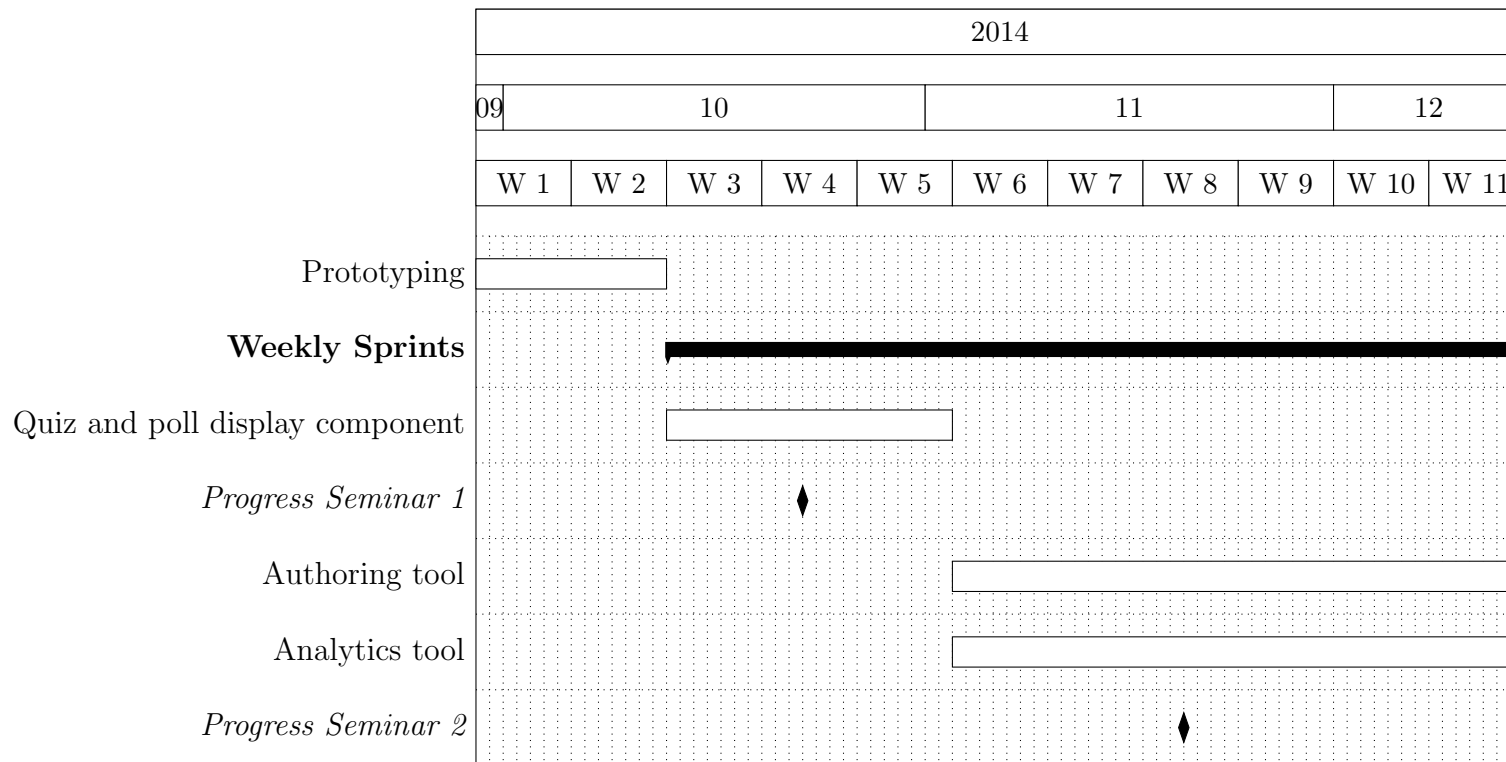 2014
09 10 11 12
W 1 W 2 W 3 W 4 W 5 W 6 W 7 W 8 W 9 W 10 W 11
Prototyping
Weekly Sprints
Quiz and poll display component
Progress Seminar 1
Authoring tool
Analytics tool
Progress Seminar 2